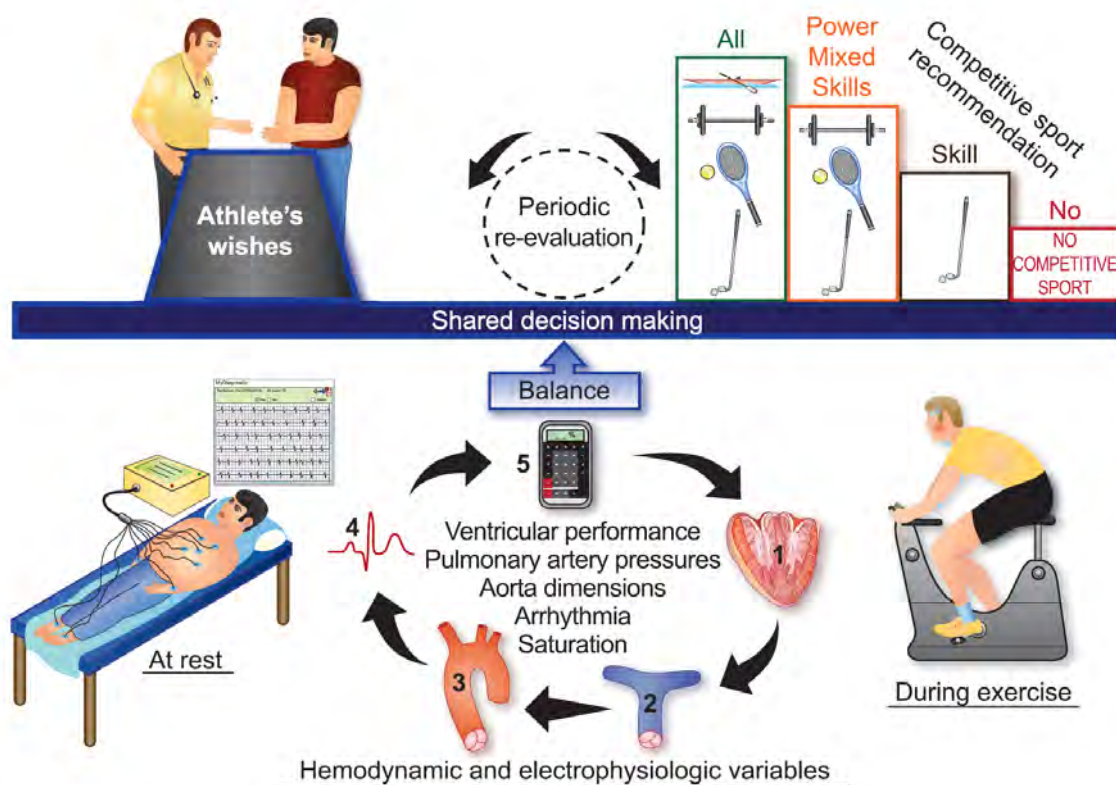 All
Power
Mixed
Skills
Competitive sport
recommendation
Skill
No
NO
COMPETITIVE
SPORT
Athlete's
wishes
Periodic
re-evaluation
Shared decision making
Balance
5
4
1
Ventricular performance
Pulmonary artery pressures
Aorta dimensions
Arrhythmia
Saturation
3
2
At rest
During exercise
Hemodynamic and electrophysiologic variables